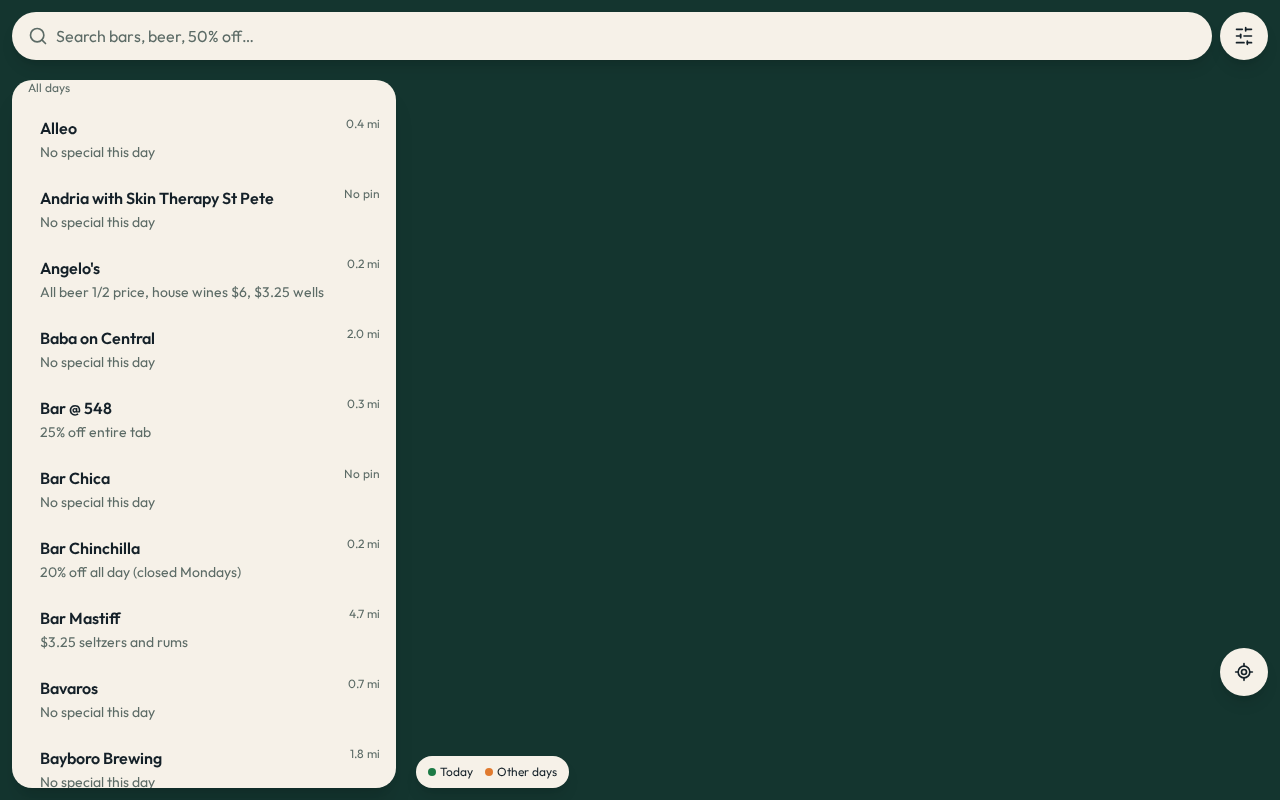 Search bars, beer, 50% off...
All days
Alleo
0.4 mi
No special this day
Andria with Skin Therapy St Pete
No pin
No special this day
Angelo's
0.2 mi
All beer 1/2 price, house wines $6, $3.25 wells
Baba on Central
2.0 mi
No special this day
Bar @ 548
0.3 mi
25% off entire tab
Bar Chica
No pin
No special this day
Bar Chinchilla
0.2 mi
20% off all day (closed Mondays)
Bar Mastiff
4.7 mi
$3.25 seltzers and rums
Bavaros
0.7 mi
No special this day
Bayboro Brewing
1.8 mi
No special this day
Today
Other days